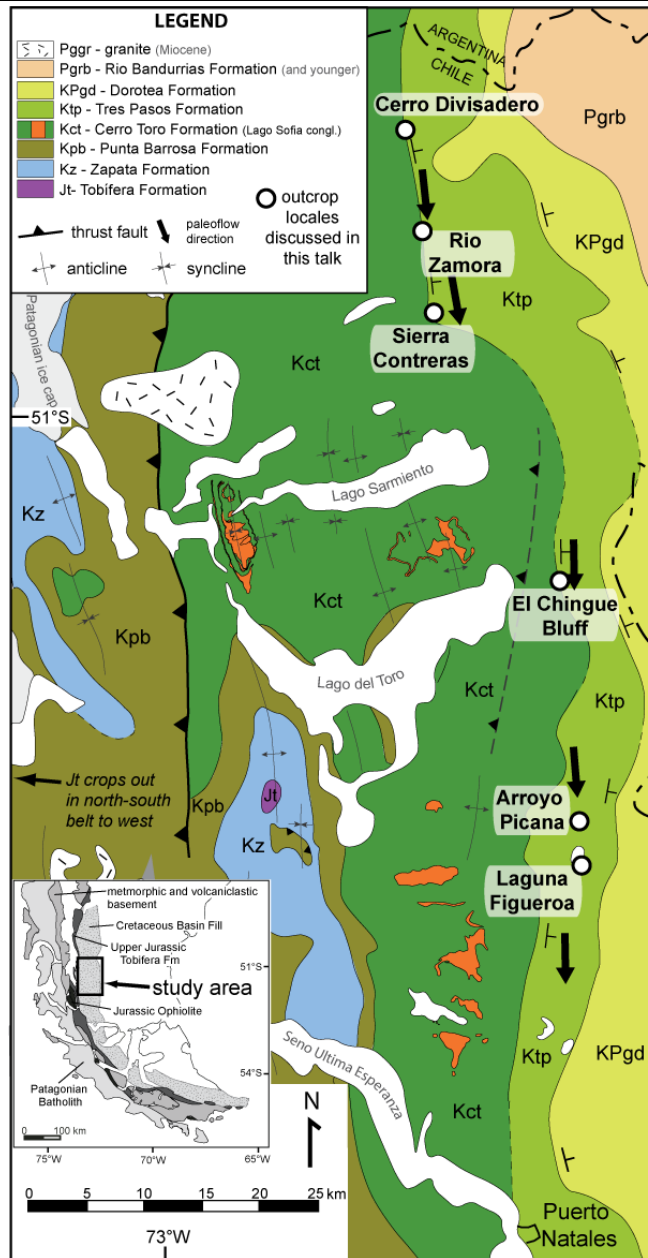 LEGEND
Pggr - granite (Miocene)
Pgrb - Rio Bandurrias Formation (and younger)
KPgd - Dorotea Formation
Ktp - Tres Pasos Formation
Kct - Cerro Toro Formation (Lago Sofia congl.)
Kpb - Punta Barrosa Formation
Kz - Zapata Formation
Jt- Tobifera Formation
thrust fault
paleoflow
direction
anticline
syncline
outcrop
locales
discussed in
this talk
ARGENTINA
CHILE
Cerro Divisadero
Pgrb
Rio
Zamora
KPgd
Ktp
Sierra
Contreras
Patagonian ice cap
Kct
51°S
Lago Sarmiento
Kz
Kct
El Chingue
Bluff
Kpb
Lago del Toro
Kct
Ktp
Jt crops out
in north-south
belt to west
Kpb
Jt
Kz
Arroyo
Picana
Laguna
Figueroa
metmorphic and volcaniclastic
basement
Cretaceous Basin Fill
Upper Jurassic
Tobifera Fm
51°S
study area
Jurassic Ophiolite
54°S
Patagonian
Batholith
0 100 km
75°W
70°W
65°W
Seno Ultima Esperanza
Ktp
KPgd
Kct
N
0 5 10 15 20 25 km
73°W
Puerto
Natales